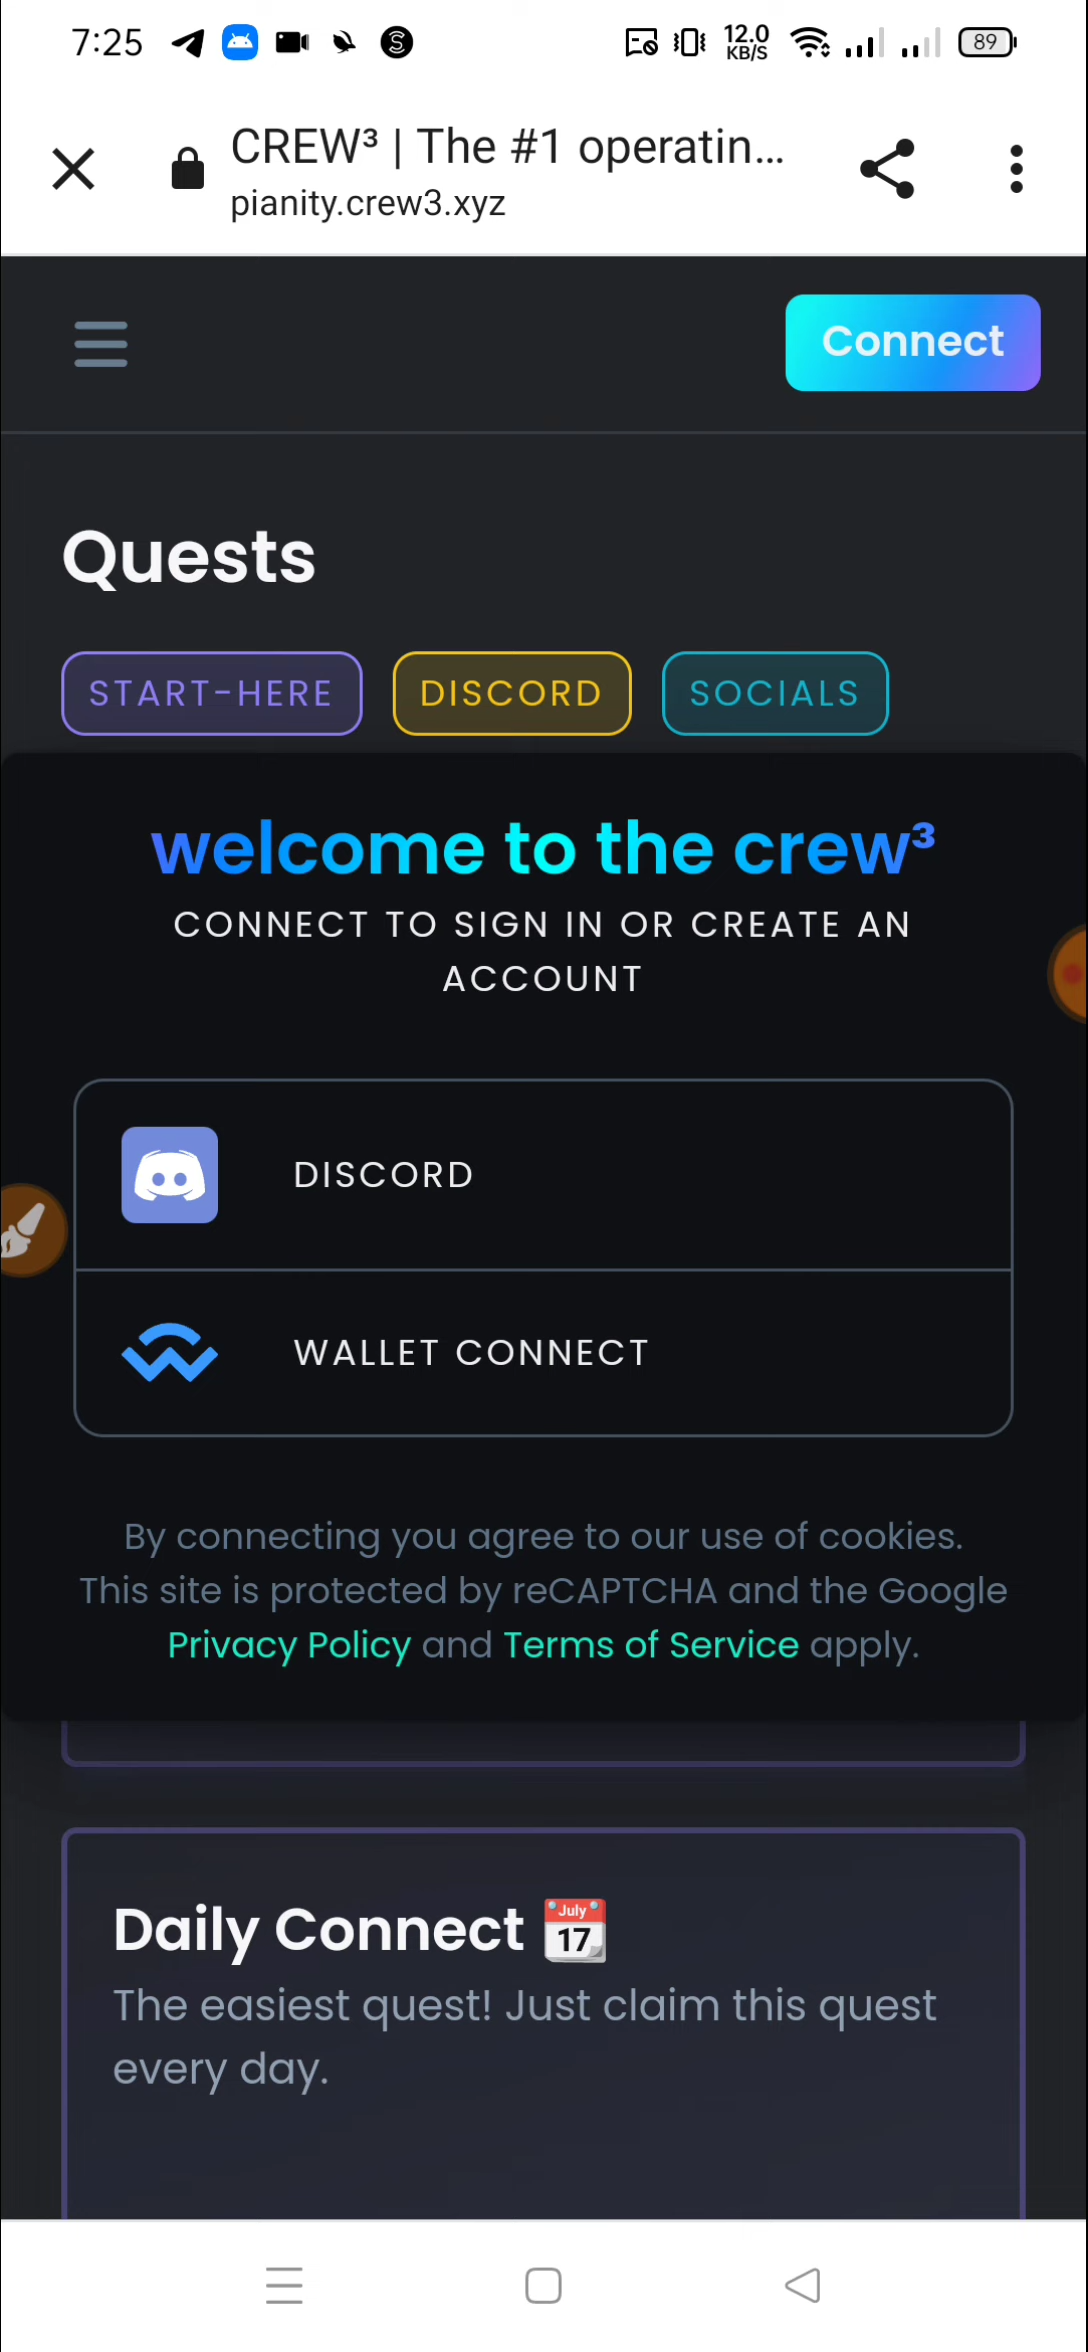 7:25
12.0
KB/S
89
CREW³ | The #1 operatin...
pianity.crew3.xyz
Connect
Quests
START-HERE
DISCORD
SOCIALS
welcome to the crew³
CONNECT TO SIGN IN OR CREATE AN
ACCOUNT
DISCORD
WALLET CONNECT
By connecting you agree to our use of cookies.
This site is protected by reCAPTCHA and the Google
Privacy Policy and Terms of Service apply.
Daily Connect
July
17
The easiest quest! Just claim this quest
every day.